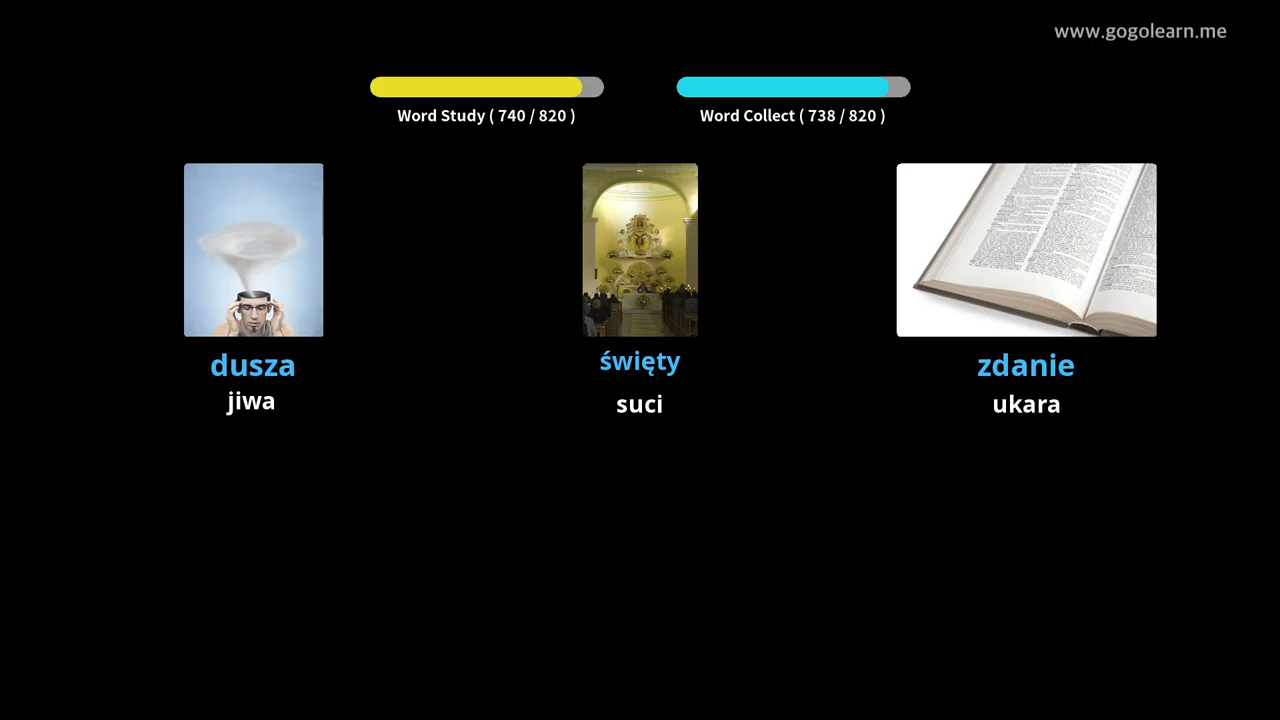 www.gogolearn.me
Word Study ( 740 / 820 )
Word Collect ( 738 / 820 )
dusza
jiwa
święty
suci
zdanie
ukara